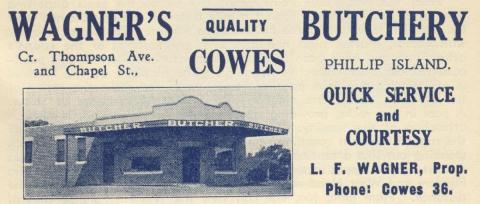 WAGNER'S QUALITY BUTCHERY
Cr. Thompson Ave.
and Chapel St.,
COWES
PHILLIP ISLAND.
QUICK SERVICE
and
COURTESY
L. F. WAGNER, Prop.
Phone: Cowes 36.
BUTCHER. BUTCHER. BUTCHER